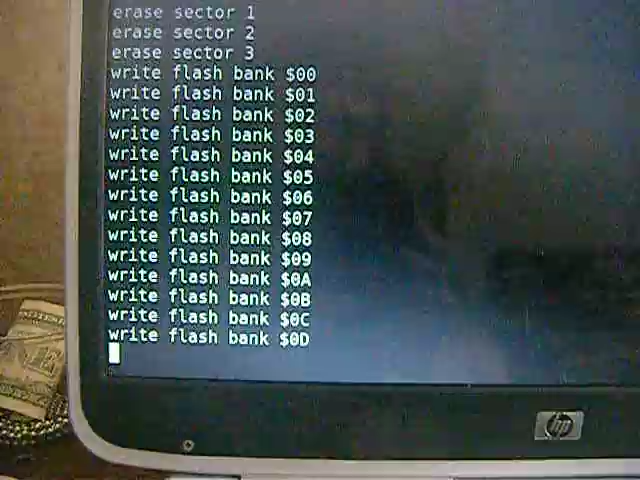 erase sector 1
erase sector 2
erase sector 3
write flash bank $00
write flash bank $01
write flash bank $02
write flash bank $03
write flash bank $04
write flash bank $05
write flash bank $06
write flash bank $07
write flash bank $08
write flash bank $09
write flash bank $0A
write flash bank $0B
write flash bank $0C
write flash bank $0D
hp